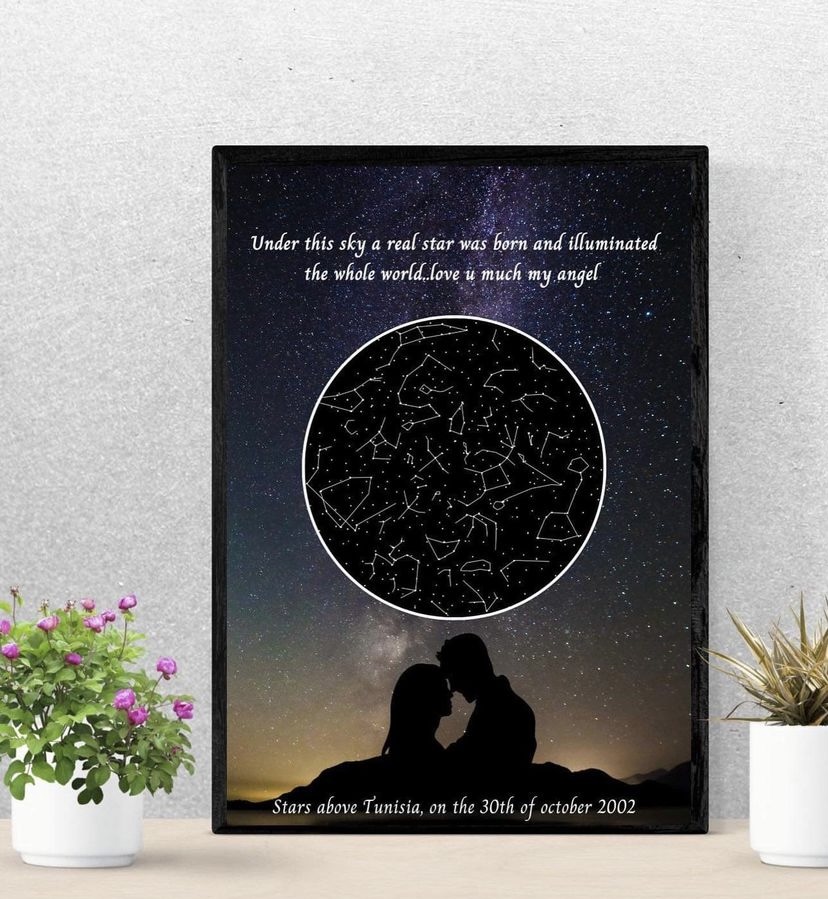 Under this sky a real star was born and illuminated
the whole world..love u much my angel
Stars above Tunisia, on the 30th of october 2002